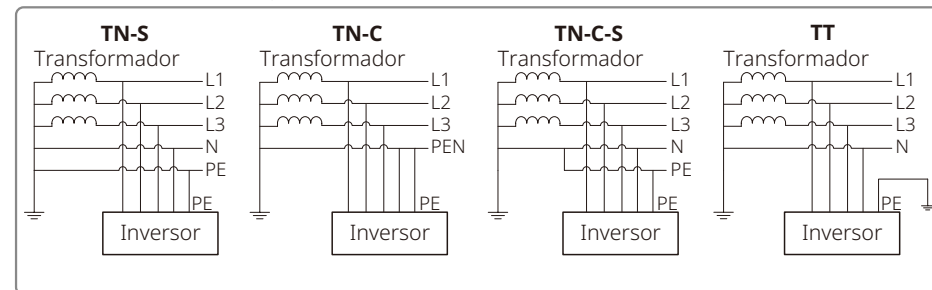 TN-S
Transformador
L1
L2
L3
N
PE
PE
Inversor
TN-C
Transformador
L1
L2
L3
PEN
PE
Inversor
TN-C-S
Transformador
L1
L2
L3
N
PE
PE
Inversor
TT
Transformador
L1
L2
L3
N
PE
Inversor